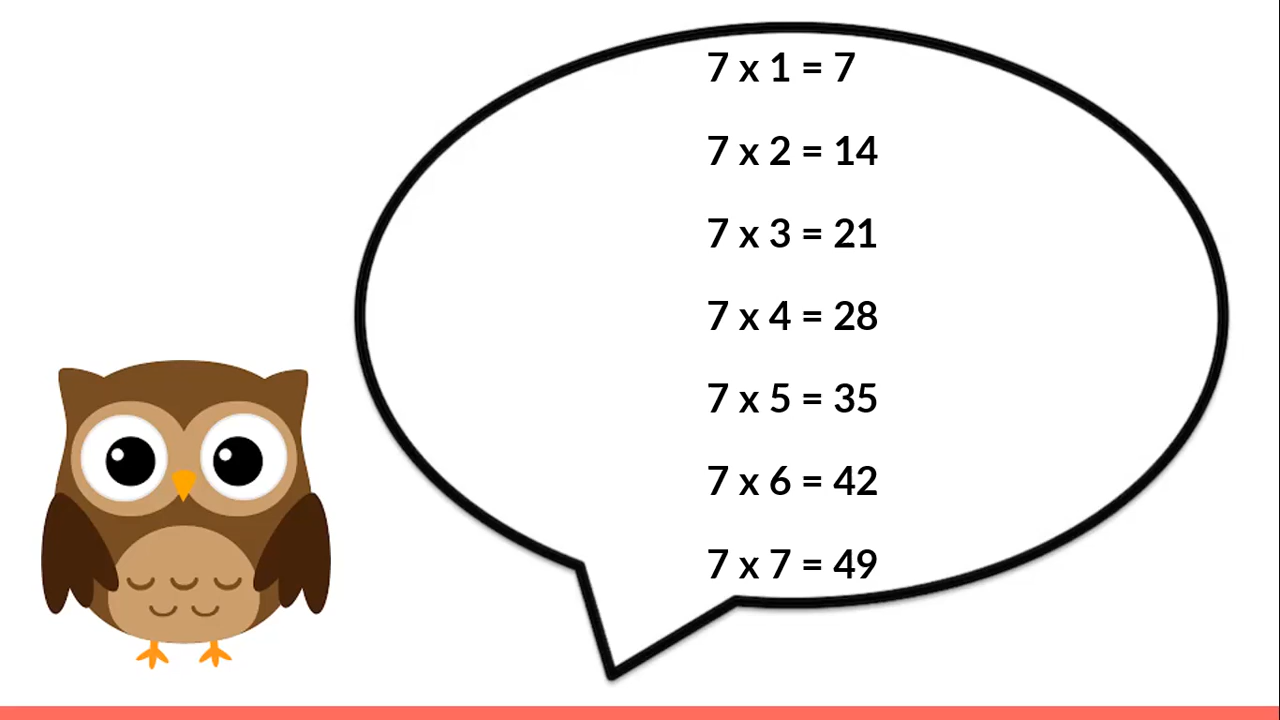 7 x 1 = 7
7 x 2 = 14
7 x 3 = 21
7 x 4 = 28
7 x 5 = 35
7 x 6 = 42
7 x 7 = 49